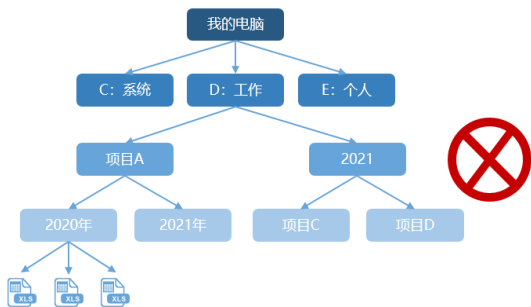 我的电脑
C：系统
D：工作
E：个人
项目A
2021
2020年
2021年
项目C
项目D
XLS
XLS
XLS